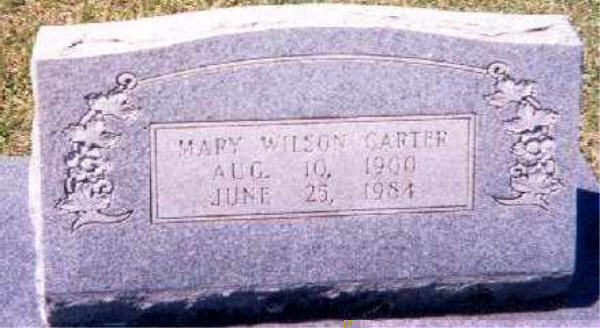 MARY WILSON CARTER
AUG. 10, 1900
JUNE 25, 1984